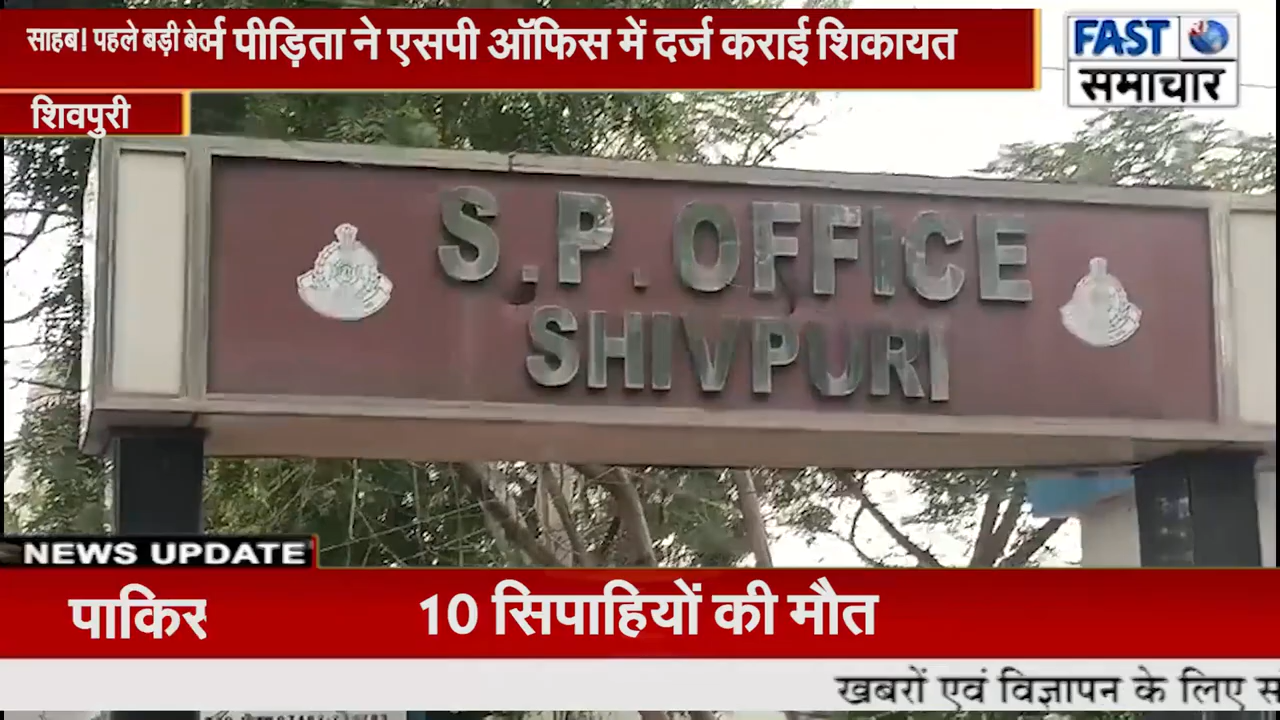 साहब! पहले बड़ी पीड़िता ने एसपी ऑफिस में दर्ज कराई शिकायत
FAST
समाचार
शिवपुरी
S.P. OFFICE
SHIVPURI
NEWS UPDATE
10 सिपाहियों की मौत
खबरों एवं विज्ञापन के लिए